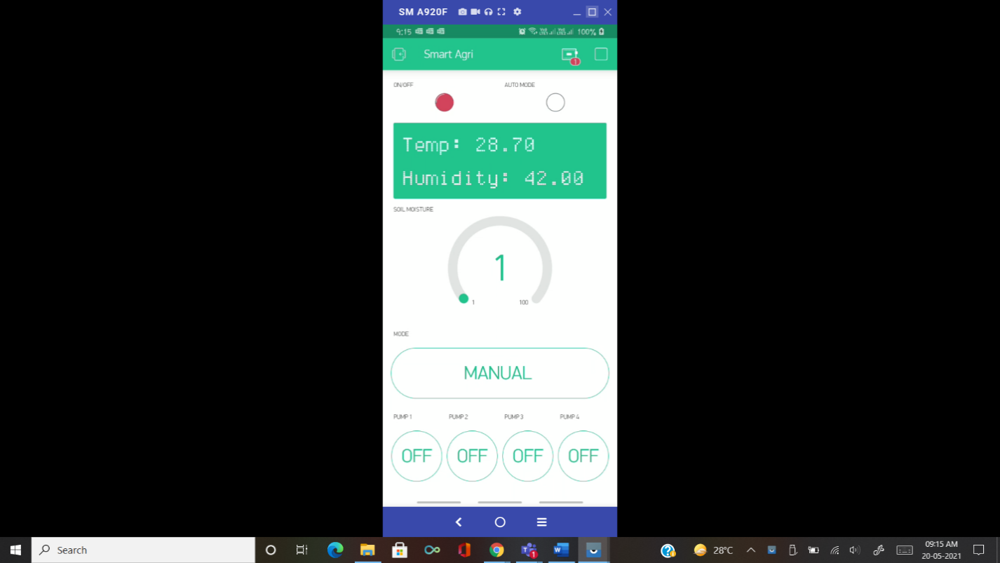 SM A920F
9:15 100%
Smart Agri
1
ON/OFF AUTO MODE
Temp: 28.70
Humidity: 42.00
SOIL MOISTURE
1
1 100
MODE
MANUAL
PUMP 1 PUMP 2 PUMP 3 PUMP 4
OFF OFF OFF OFF
Search
1
28°C
09:15 AM
20-05-2021